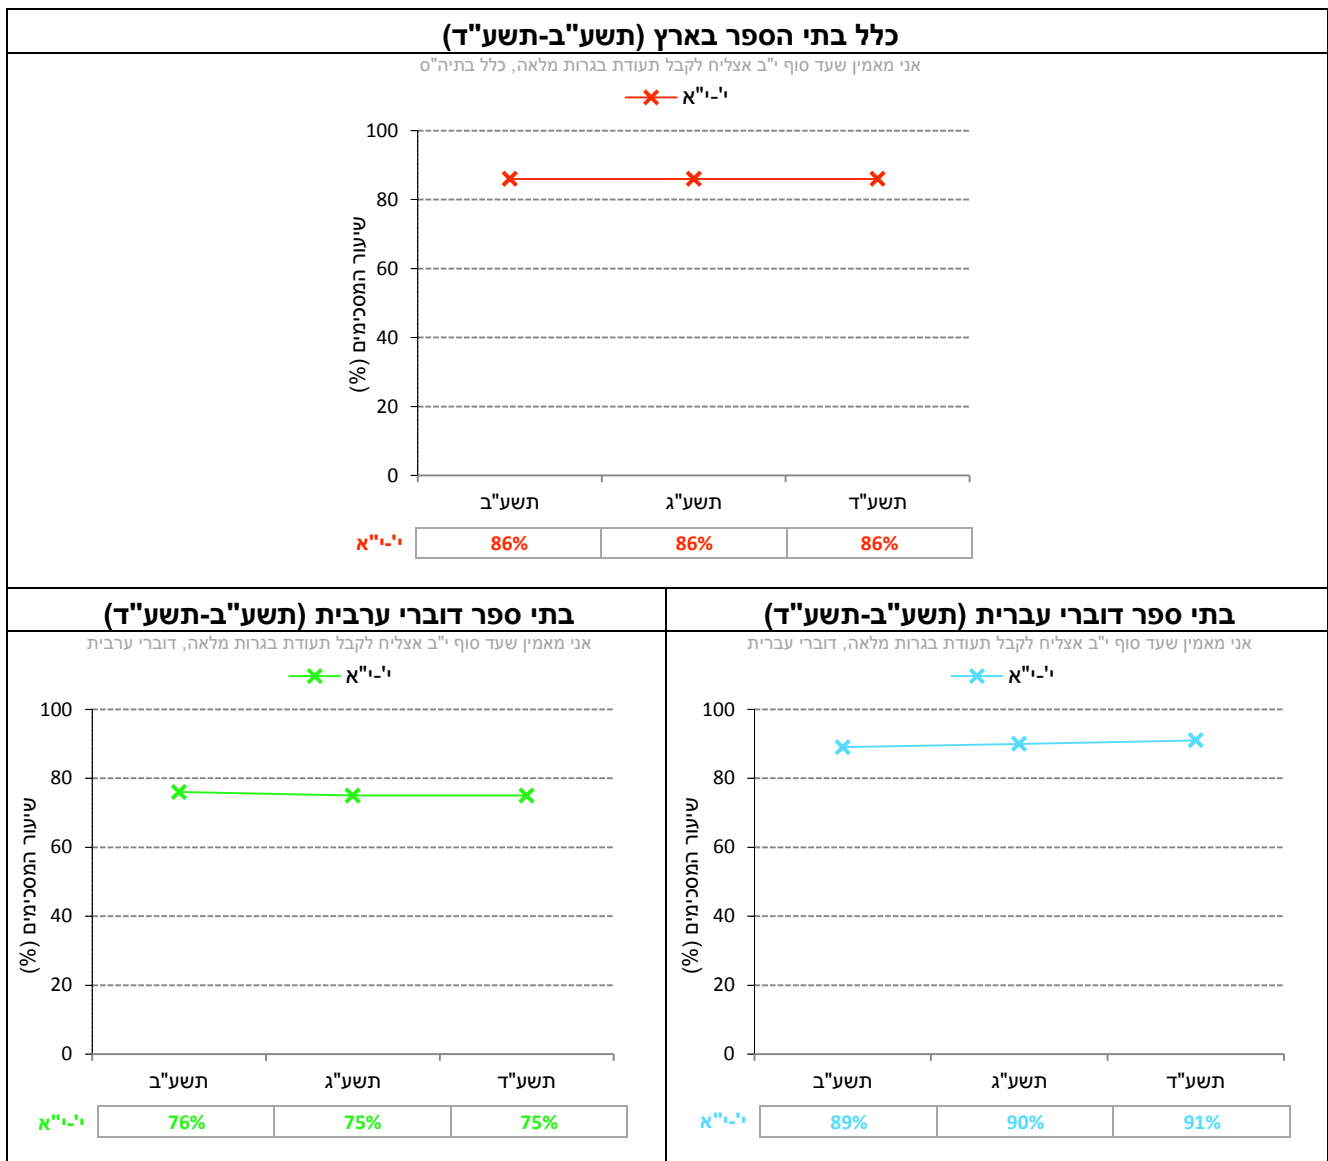 כלל בתי הספר בארץ (תשע"ב-תשע"ד)
אני מאמין שעד סוף י"ב אצליח לקבל תעודת בגרות מלאה, כלל בתיה"ס
י'-י"א
שיעור המסכימים (%)
100
80
60
40
20
0
תשע"ב תשע"ג תשע"ד
י'-י"א 86% 86% 86%
בתי ספר דוברי עברית (תשע"ב-תשע"ד)
אני מאמין שעד סוף י"ב אצליח לקבל תעודת בגרות מלאה, דוברי עברית
י'-י"א
שיעור המסכימים (%)
100
80
60
40
20
0
תשע"ב תשע"ג תשע"ד
י'-י"א 89% 90% 91%
בתי ספר דוברי ערבית (תשע"ב-תשע"ד)
אני מאמין שעד סוף י"ב אצליח לקבל תעודת בגרות מלאה, דוברי ערבית
י'-י"א
שיעור המסכימים (%)
100
80
60
40
20
0
תשע"ב תשע"ג תשע"ד
י'-י"א 76% 75% 75%